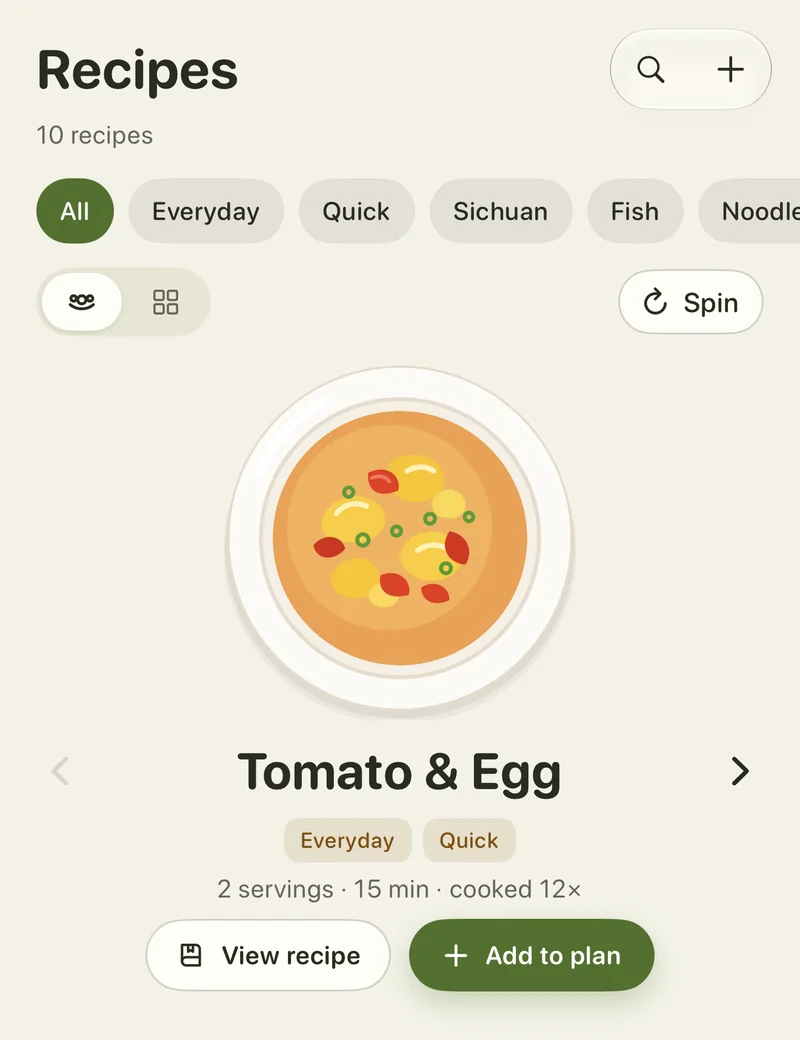 Recipes
10 recipes
All Everyday Quick Sichuan Fish Noodle
Spin
Tomato & Egg
Everyday Quick
2 servings · 15 min · cooked 12×
View recipe Add to plan